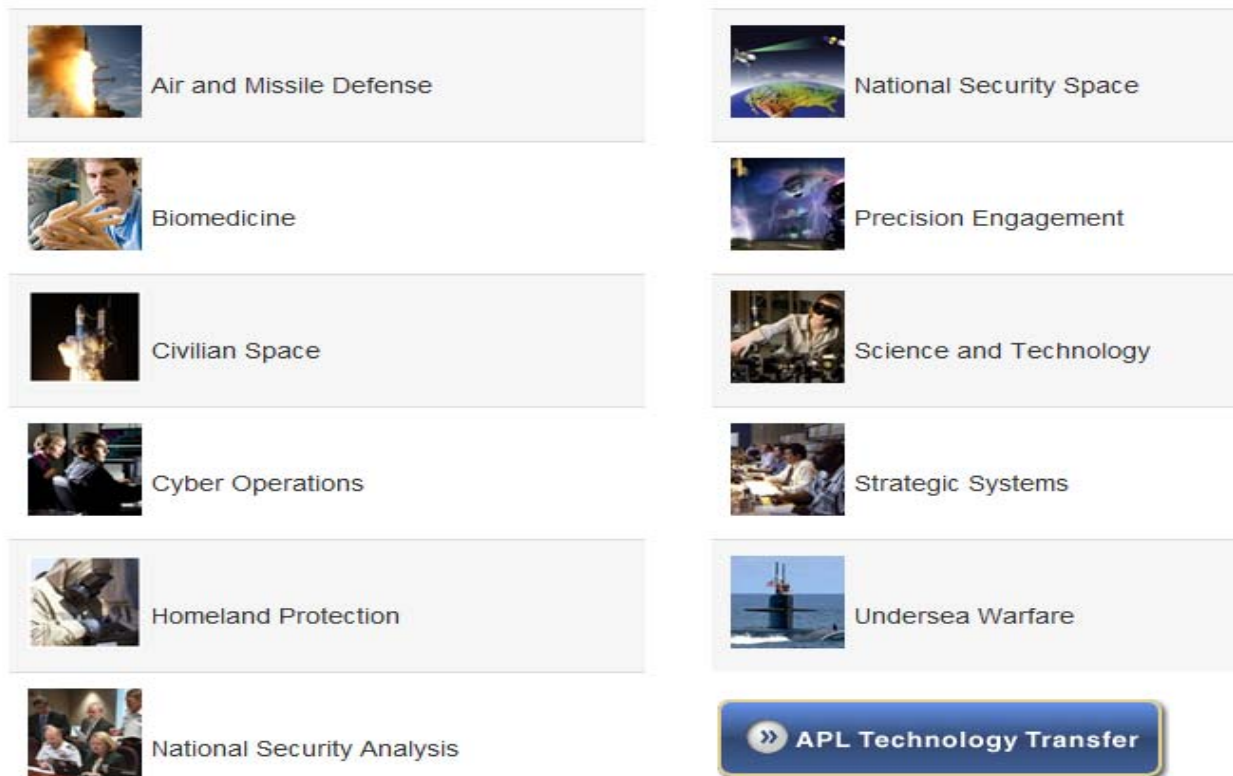 Air and Missile Defense
Biomedicine
Civilian Space
Cyber Operations
Homeland Protection
National Security Analysis
National Security Space
Precision Engagement
Science and Technology
Strategic Systems
Undersea Warfare
APL Technology Transfer